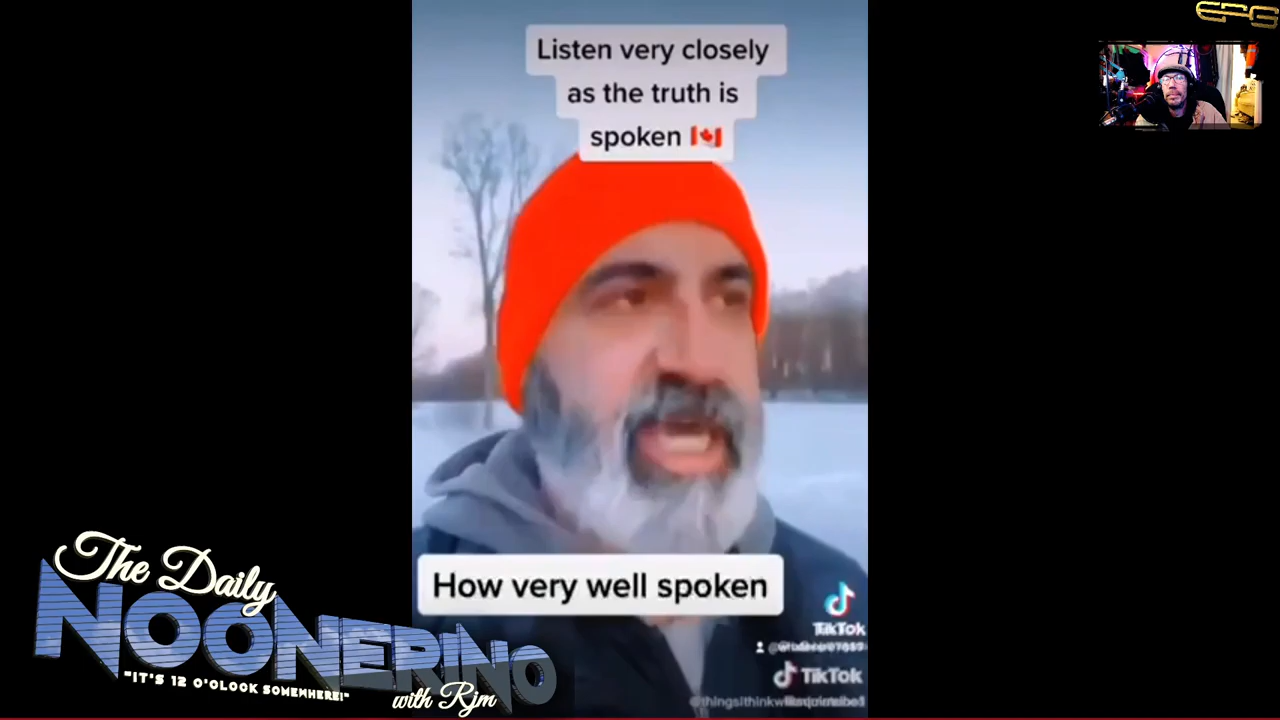 Listen very closely
as the truth is
spoken 🇨🇦
How very well spoken
The Daily
NOONERINO
"IT'S 12 O'OLOOK SOMEWHERE!"
with Rjm
TikTok
TikTok